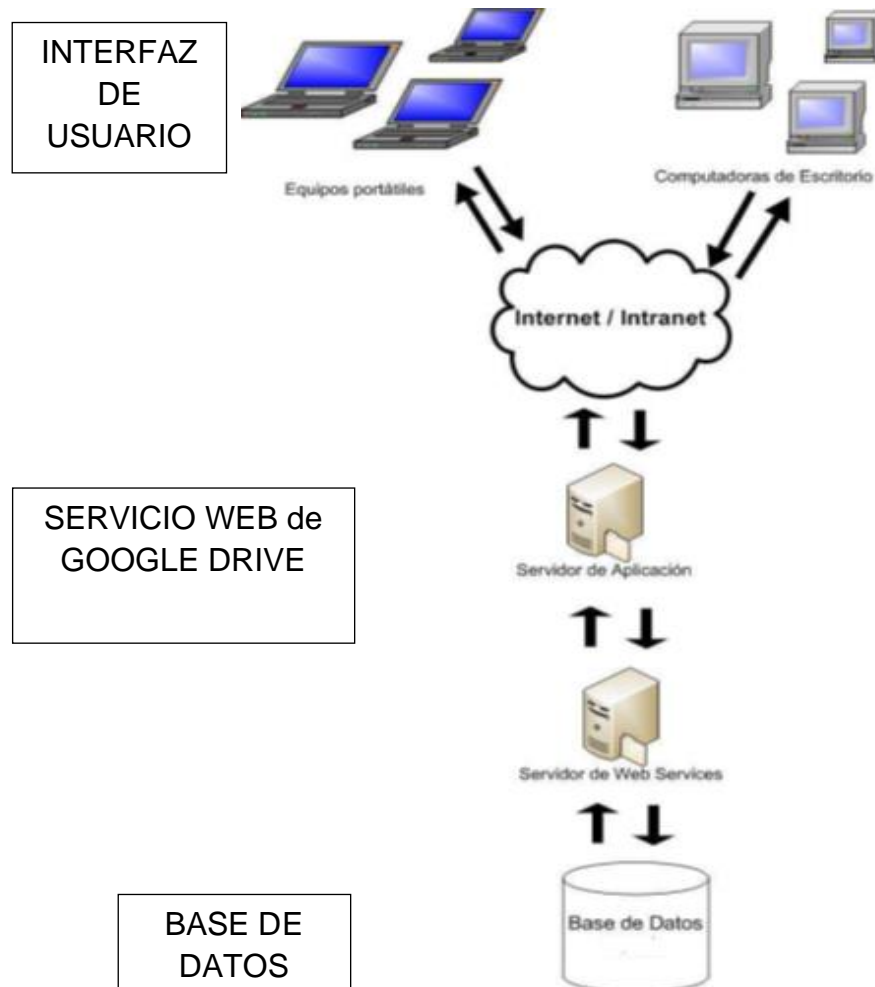 INTERFAZ
DE
USUARIO
Equipos portátiles
Computadoras de Escritorio
Internet / Intranet
SERVICIO WEB de
GOOGLE DRIVE
Servidor de Aplicación
Servidor de Web Services
BASE DE
DATOS
Base de Datos